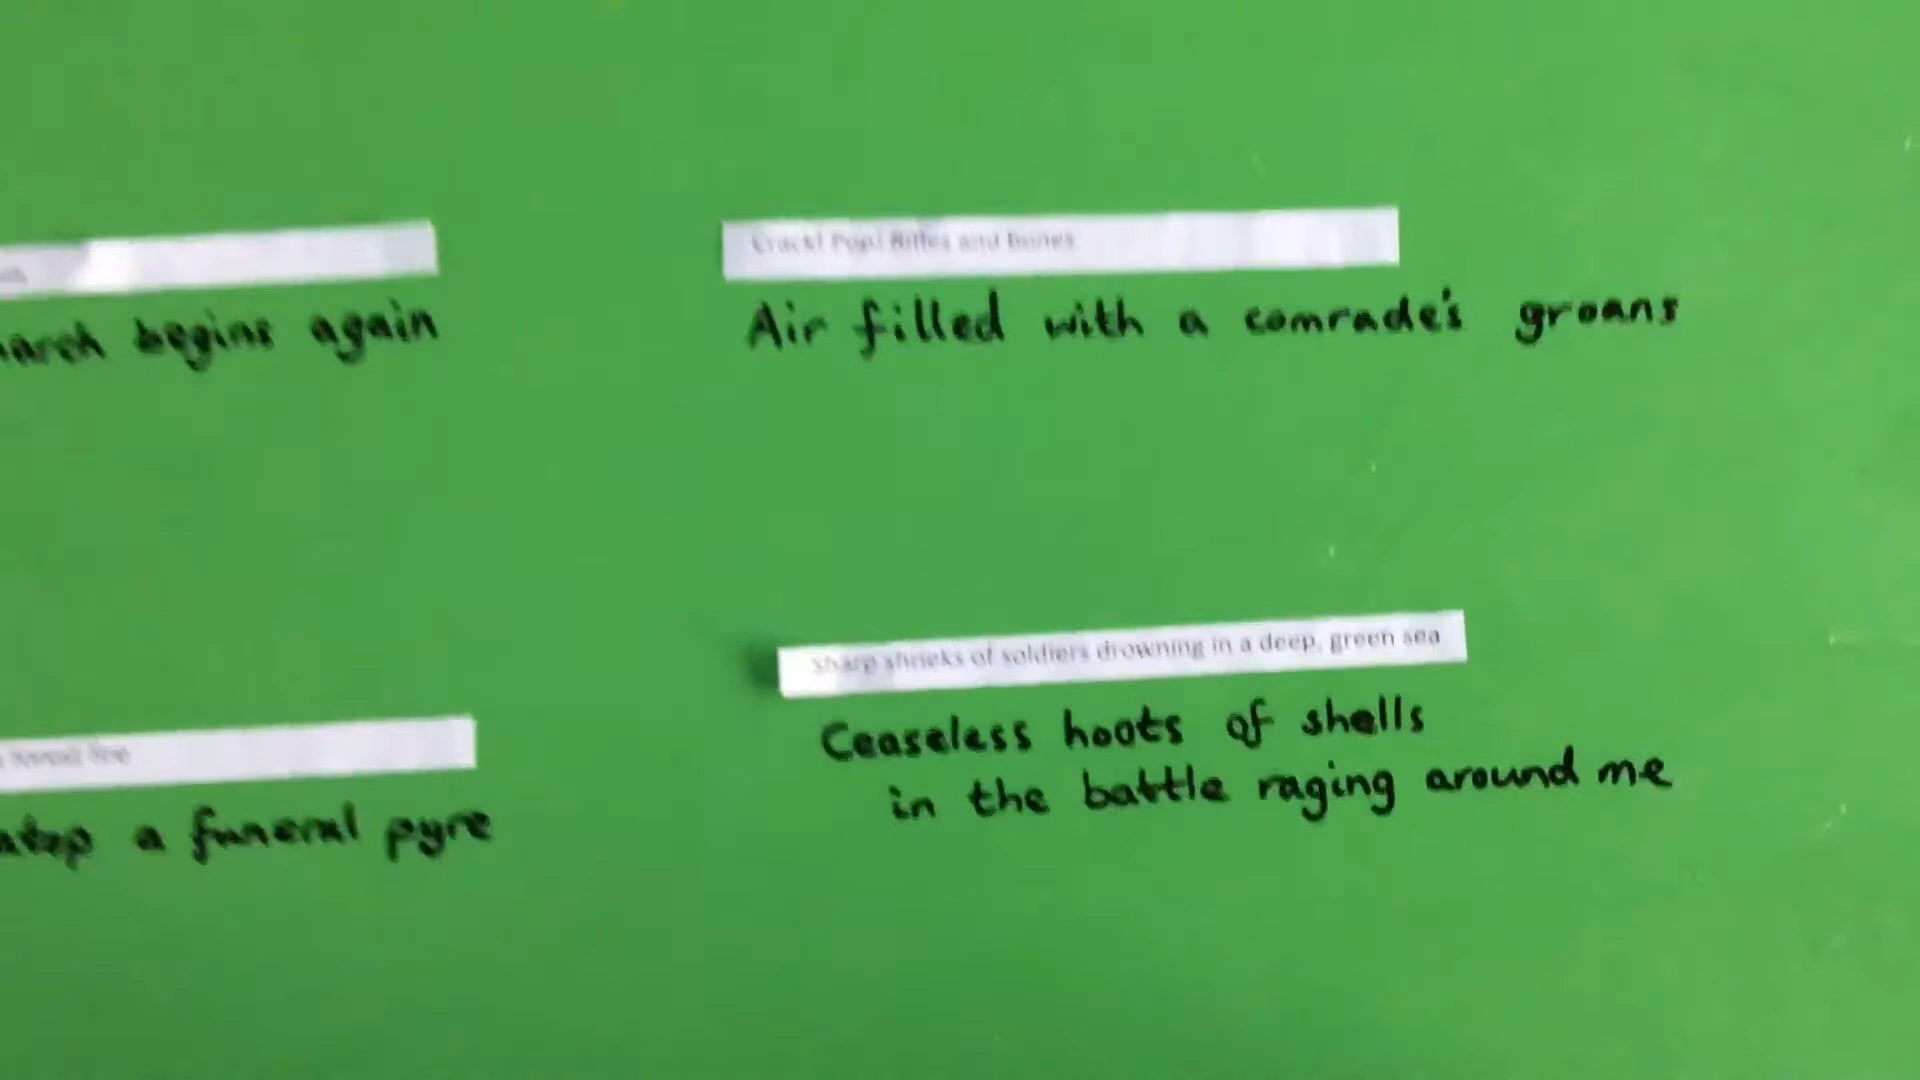 begins again
Crack! Pop! Rifles and Bones
Air filled with a comrade's groans
a funeral pyre
Sharp shrieks of soldiers drowning in a deep, green sea
Ceaseless hoots of shells
in the battle raging around me